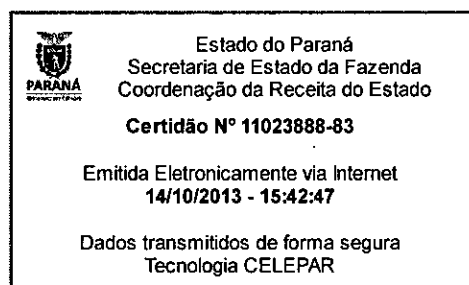 PARANÁ
Estado do Paraná
Secretaria de Estado da Fazenda
Coordenação da Receita do Estado
Certidão Nº 11023888-83
Emitida Eletronicamente via Internet
14/10/2013 - 15:42:47
Dados transmitidos de forma segura
Tecnologia CELEPAR